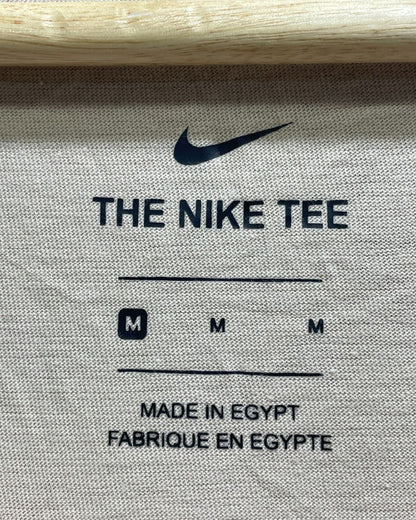 THE NIKE TEE
M M M
MADE IN EGYPT
FABRIQUE EN EGYPTE